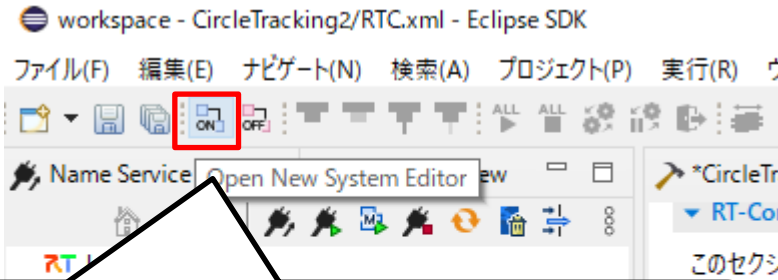 workspace - CircleTracking2/RTC.xml - Eclipse SDK
ファイル(F) 編集(E) ナビゲート(N) 検索(A) プロジェクト(P) 実行(R)
ON OFF ALL ALL
Name Service Open New System Editor ew *CircleTr
RT-Cor
RT
このセクシ